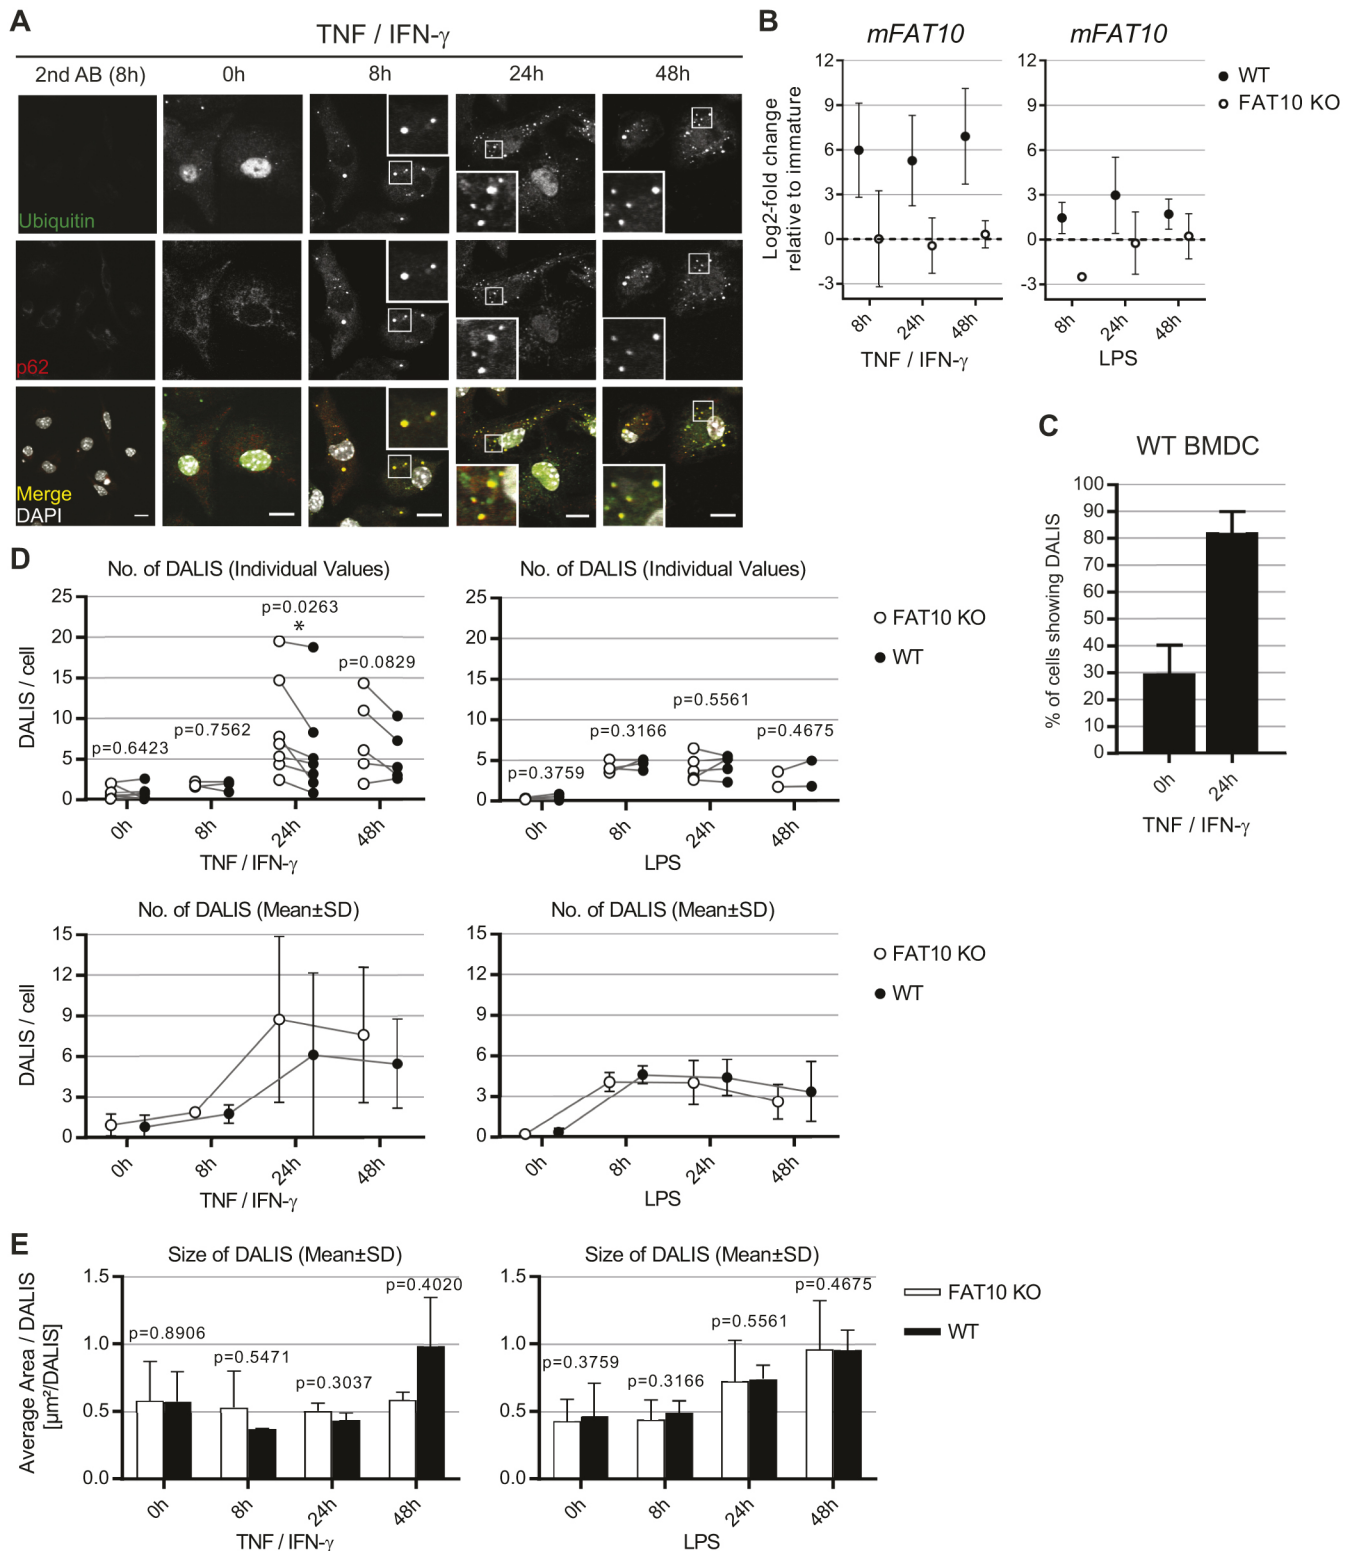 A
TNF / IFN-γ
2nd AB (8h)
0h
8h
24h
48h
Ubiquitin
p62
Merge
DAPI
B
mFAT10
mFAT10
Log2-fold change
relative to immature
12
9
6
3
0
-3
8h
24h
48h
TNF / IFN-γ
12
9
6
3
0
-3
8h
24h
48h
LPS
WT
FAT10 KO
C
WT BMDC
% of cells showing DALIS
100
90
80
70
60
50
40
30
20
10
0
0h
24h
TNF / IFN-γ
D
No. of DALIS (Individual Values)
DALIS / cell
25
20
15
10
5
0
p=0.6423
p=0.7562
p=0.0263
*
p=0.0829
0h
8h
24h
48h
TNF / IFN-γ
No. of DALIS (Individual Values)
25
20
15
10
5
0
p=0.3759
p=0.3166
p=0.5561
p=0.4675
0h
8h
24h
48h
LPS
FAT10 KO
WT
No. of DALIS (Mean±SD)
DALIS / cell
15
12
9
6
3
0
0h
8h
24h
48h
TNF / IFN-γ
No. of DALIS (Mean±SD)
15
12
9
6
3
0
0h
8h
24h
48h
LPS
FAT10 KO
WT
E
Size of DALIS (Mean±SD)
Average Area / DALIS
[µm²/DALIS]
1.5
1.0
0.5
0.0
p=0.8906
p=0.5471
p=0.3037
p=0.4020
0h
8h
24h
48h
TNF / IFN-γ
Size of DALIS (Mean±SD)
1.5
1.0
0.5
0.0
p=0.3759
p=0.3166
p=0.5561
p=0.4675
0h
8h
24h
48h
LPS
FAT10 KO
WT